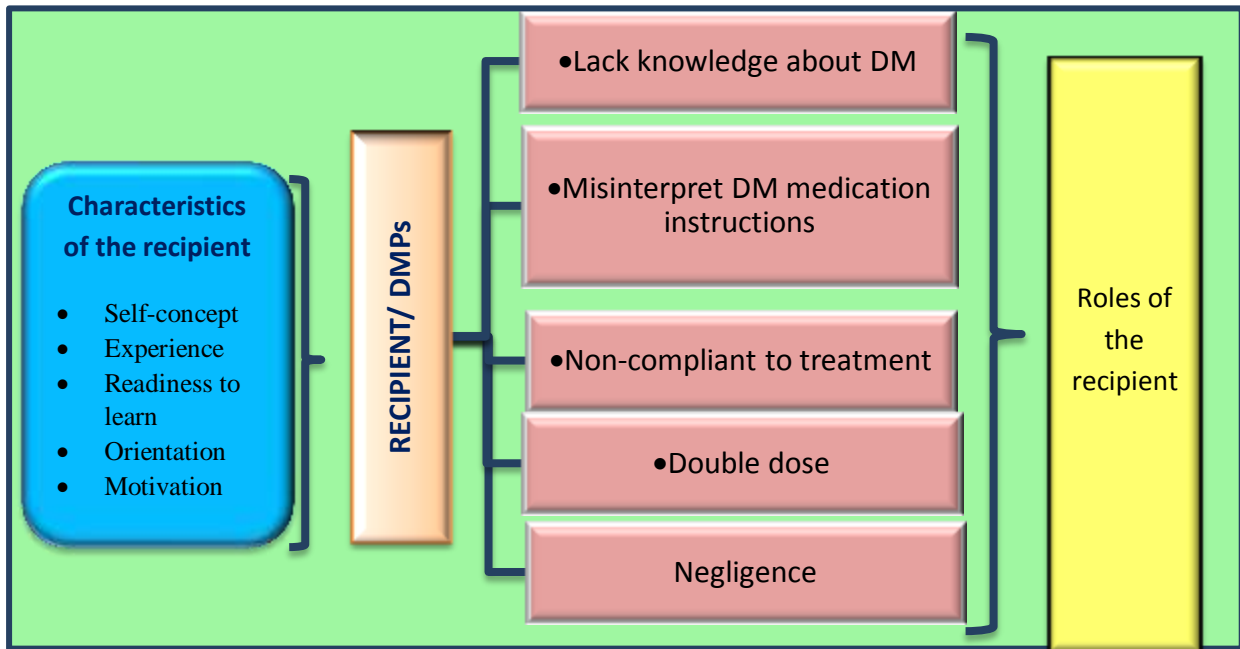 Characteristics
of the recipient
• Self-concept
• Experience
• Readiness to
learn
• Orientation
• Motivation
RECIPIENT/ DMPs
•Lack knowledge about DM
•Misinterpret DM medication
instructions
•Non-compliant to treatment
•Double dose
Negligence
Roles of
the
recipient